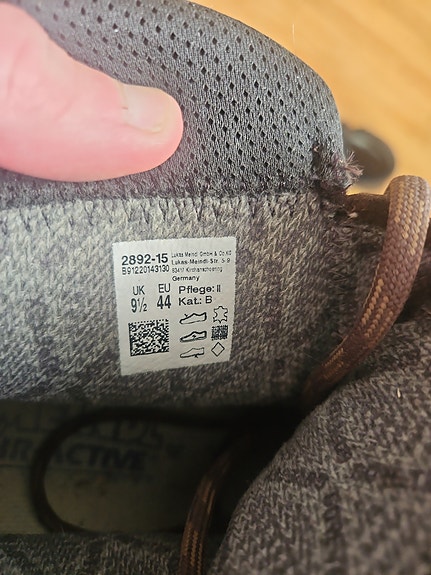 2892-15
B91220143130
Lukas Meindl GmbH & Co.KG
Lukas-Meindl-Str. 5-9
83417 Kirchanschöring
Germany
UK EU
9½ 44
Pflege: II
Kat.: B
ACTIVE